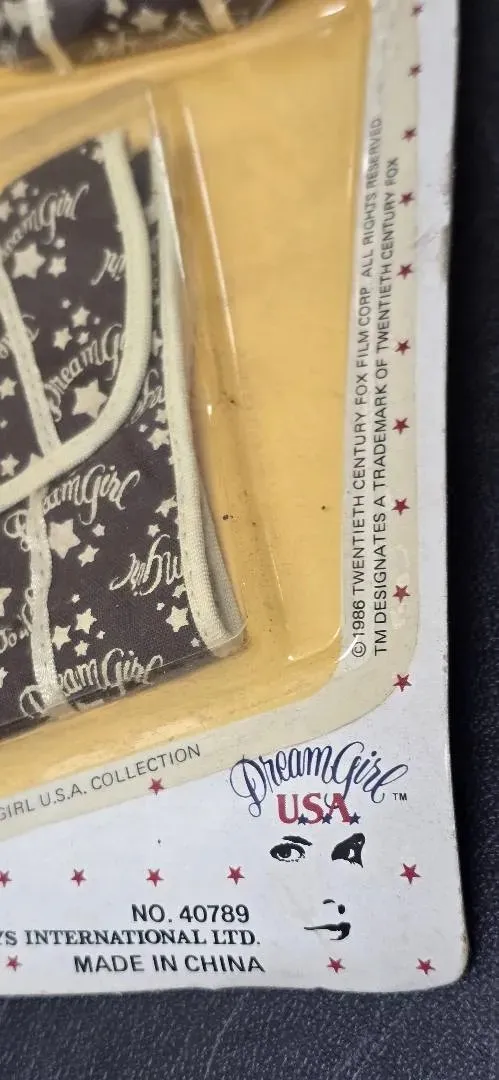 DreamGirl
DreamGirl
DreamGirl
DreamGirl
©1986 TWENTIETH CENTURY FOX FILM CORP. ALL RIGHTS RESERVED
TM DESIGNATES A TRADEMARK OF TWENTIETH CENTURY FOX
GIRL U.S.A. COLLECTION
DreamGirl TM
U.S.A.
NO. 40789
YS INTERNATIONAL LTD.
MADE IN CHINA